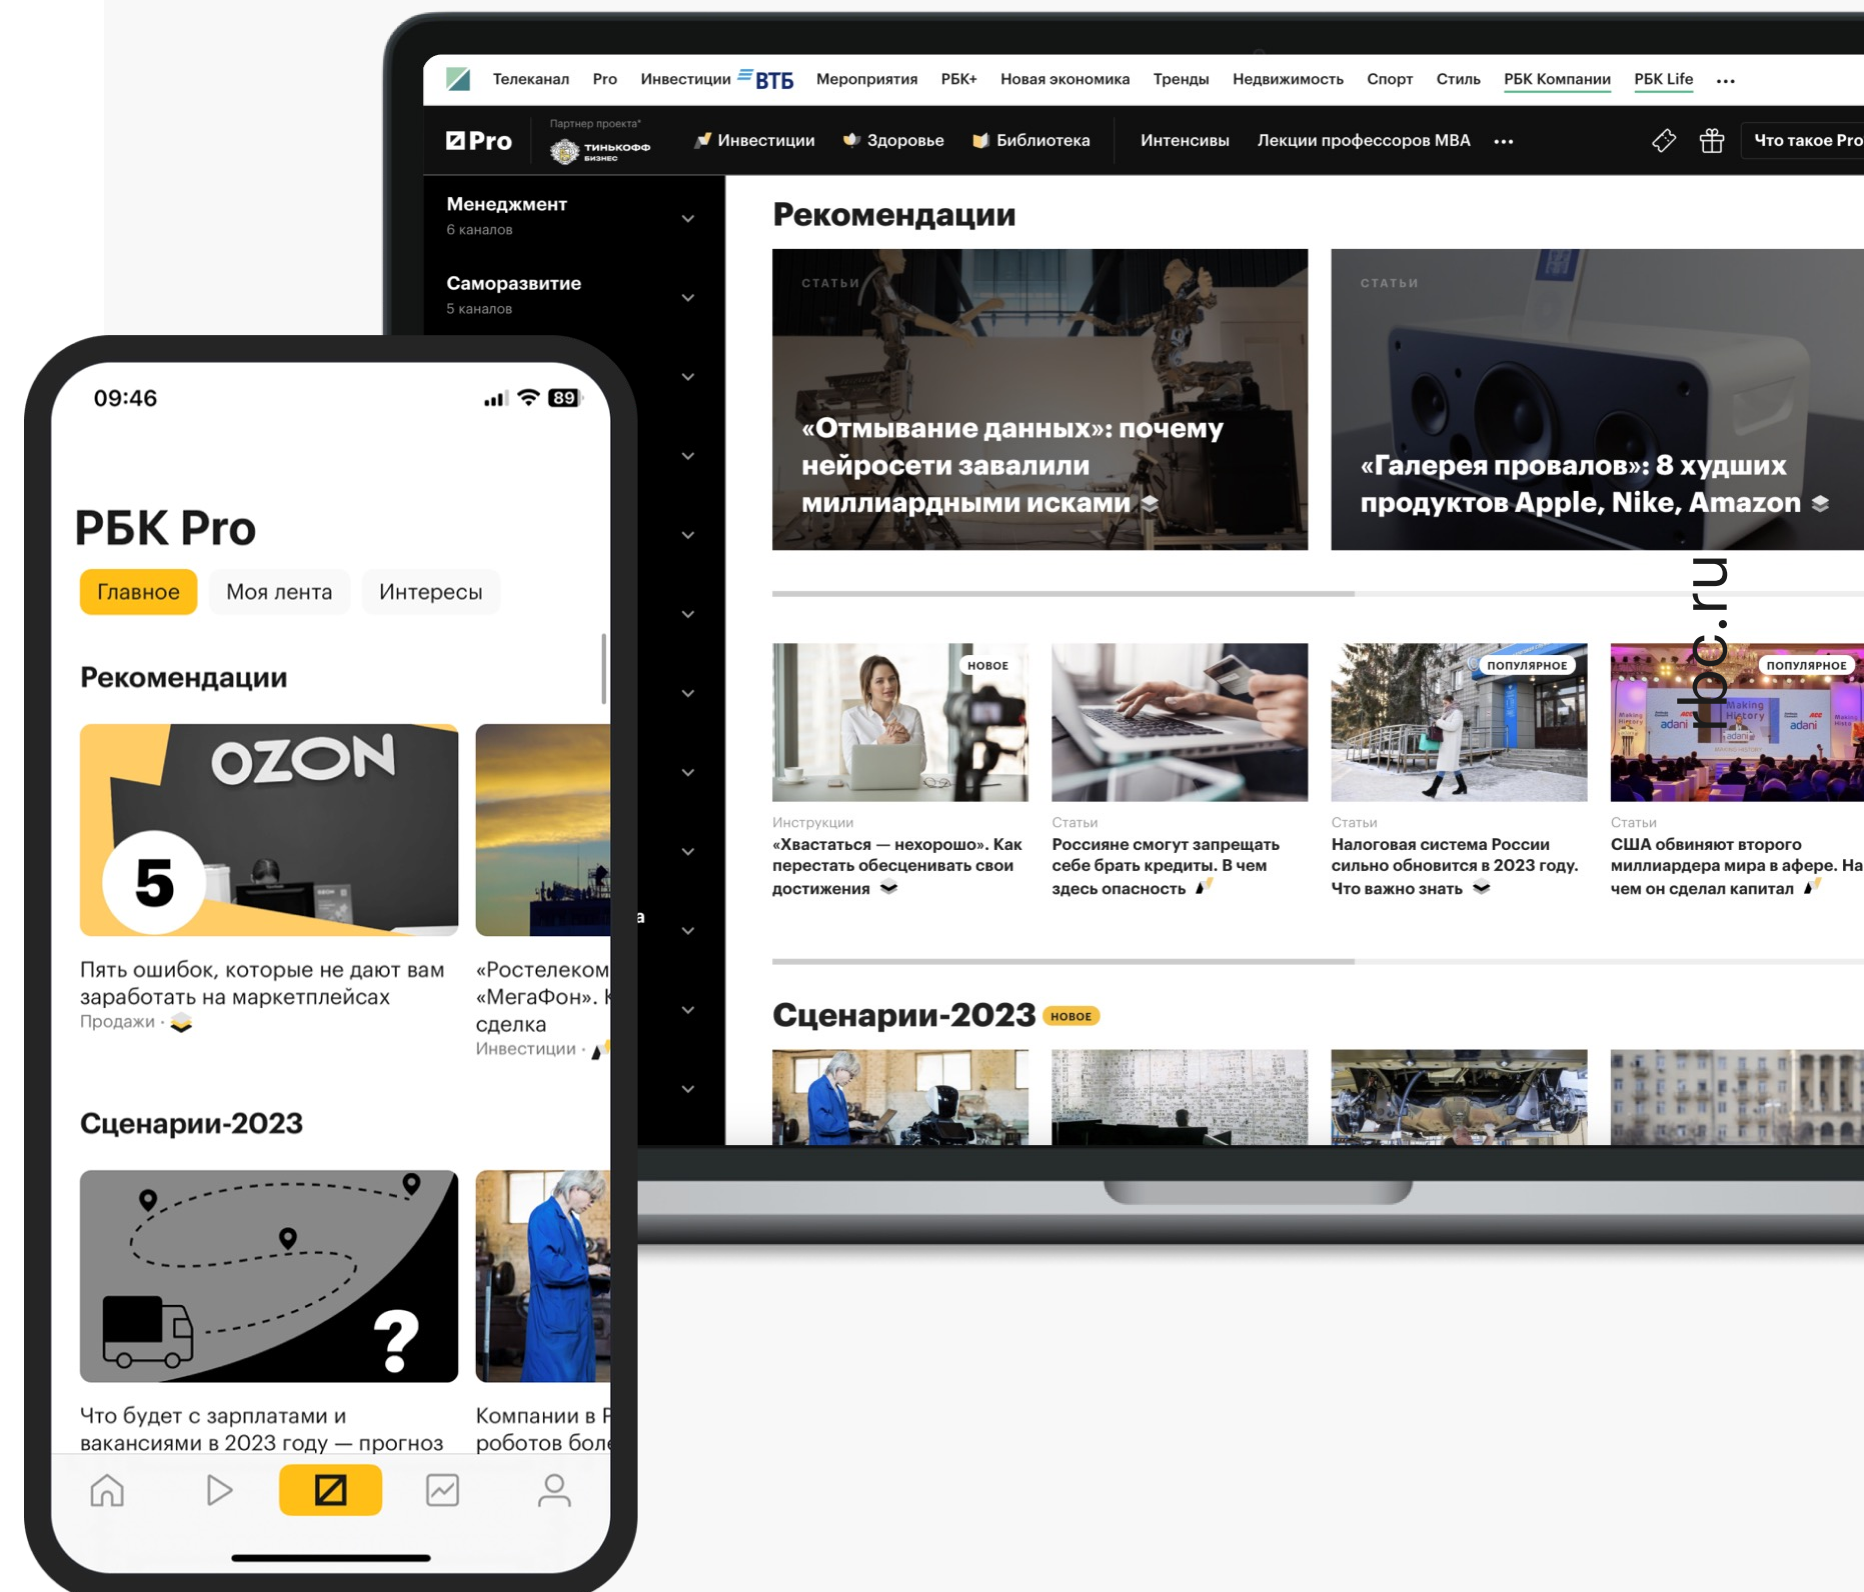 Телеканал Pro Инвестиции ВТБ Мероприятия РБК+ Новая экономика Тренды Недвижимость Спорт Стиль РБК Компании РБК Life ...
Pro
Партнер проекта*
ТИНЬКОФФ
БИЗНЕС
Инвестиции Здоровье Библиотека Интенсивы Лекции профессоров MBA ... Что такое Pro
Менеджмент
6 каналов
Саморазвитие
5 каналов
а
Рекомендации
СТАТЬИ
«Отмывание данных»: почему
нейросети завалили
миллиардными исками
СТАТЬИ
«Галерея провалов»: 8 худших
продуктов Apple, Nike, Amazon
rbc.ru
НОВОЕ
Инструкции
«Хвастаться — нехорошо». Как
перестать обесценивать свои
достижения
Статьи
Россияне смогут запрещать
себе брать кредиты. В чем
здесь опасность
ПОПУЛЯРНОЕ
Статьи
Налоговая система России
сильно обновится в 2023 году.
Что важно знать
ПОПУЛЯРНОЕ
Making
History
adani
adani
adani
Статьи
США обвиняют второго
миллиардера мира в афере. На
чем он сделал капитал
Сценарии-2023 НОВОЕ
09:46
89
РБК Pro
Главное Моя лента Интересы
Рекомендации
OZON
5
Пять ошибок, которые не дают вам
заработать на маркетплейсах
Продажи ·
«Ростелеком
«МегаФон». К
сделка
Инвестиции ·
Сценарии-2023
?
Что будет с зарплатами и
вакансиями в 2023 году — прогноз
Компании в Р
роботов боле